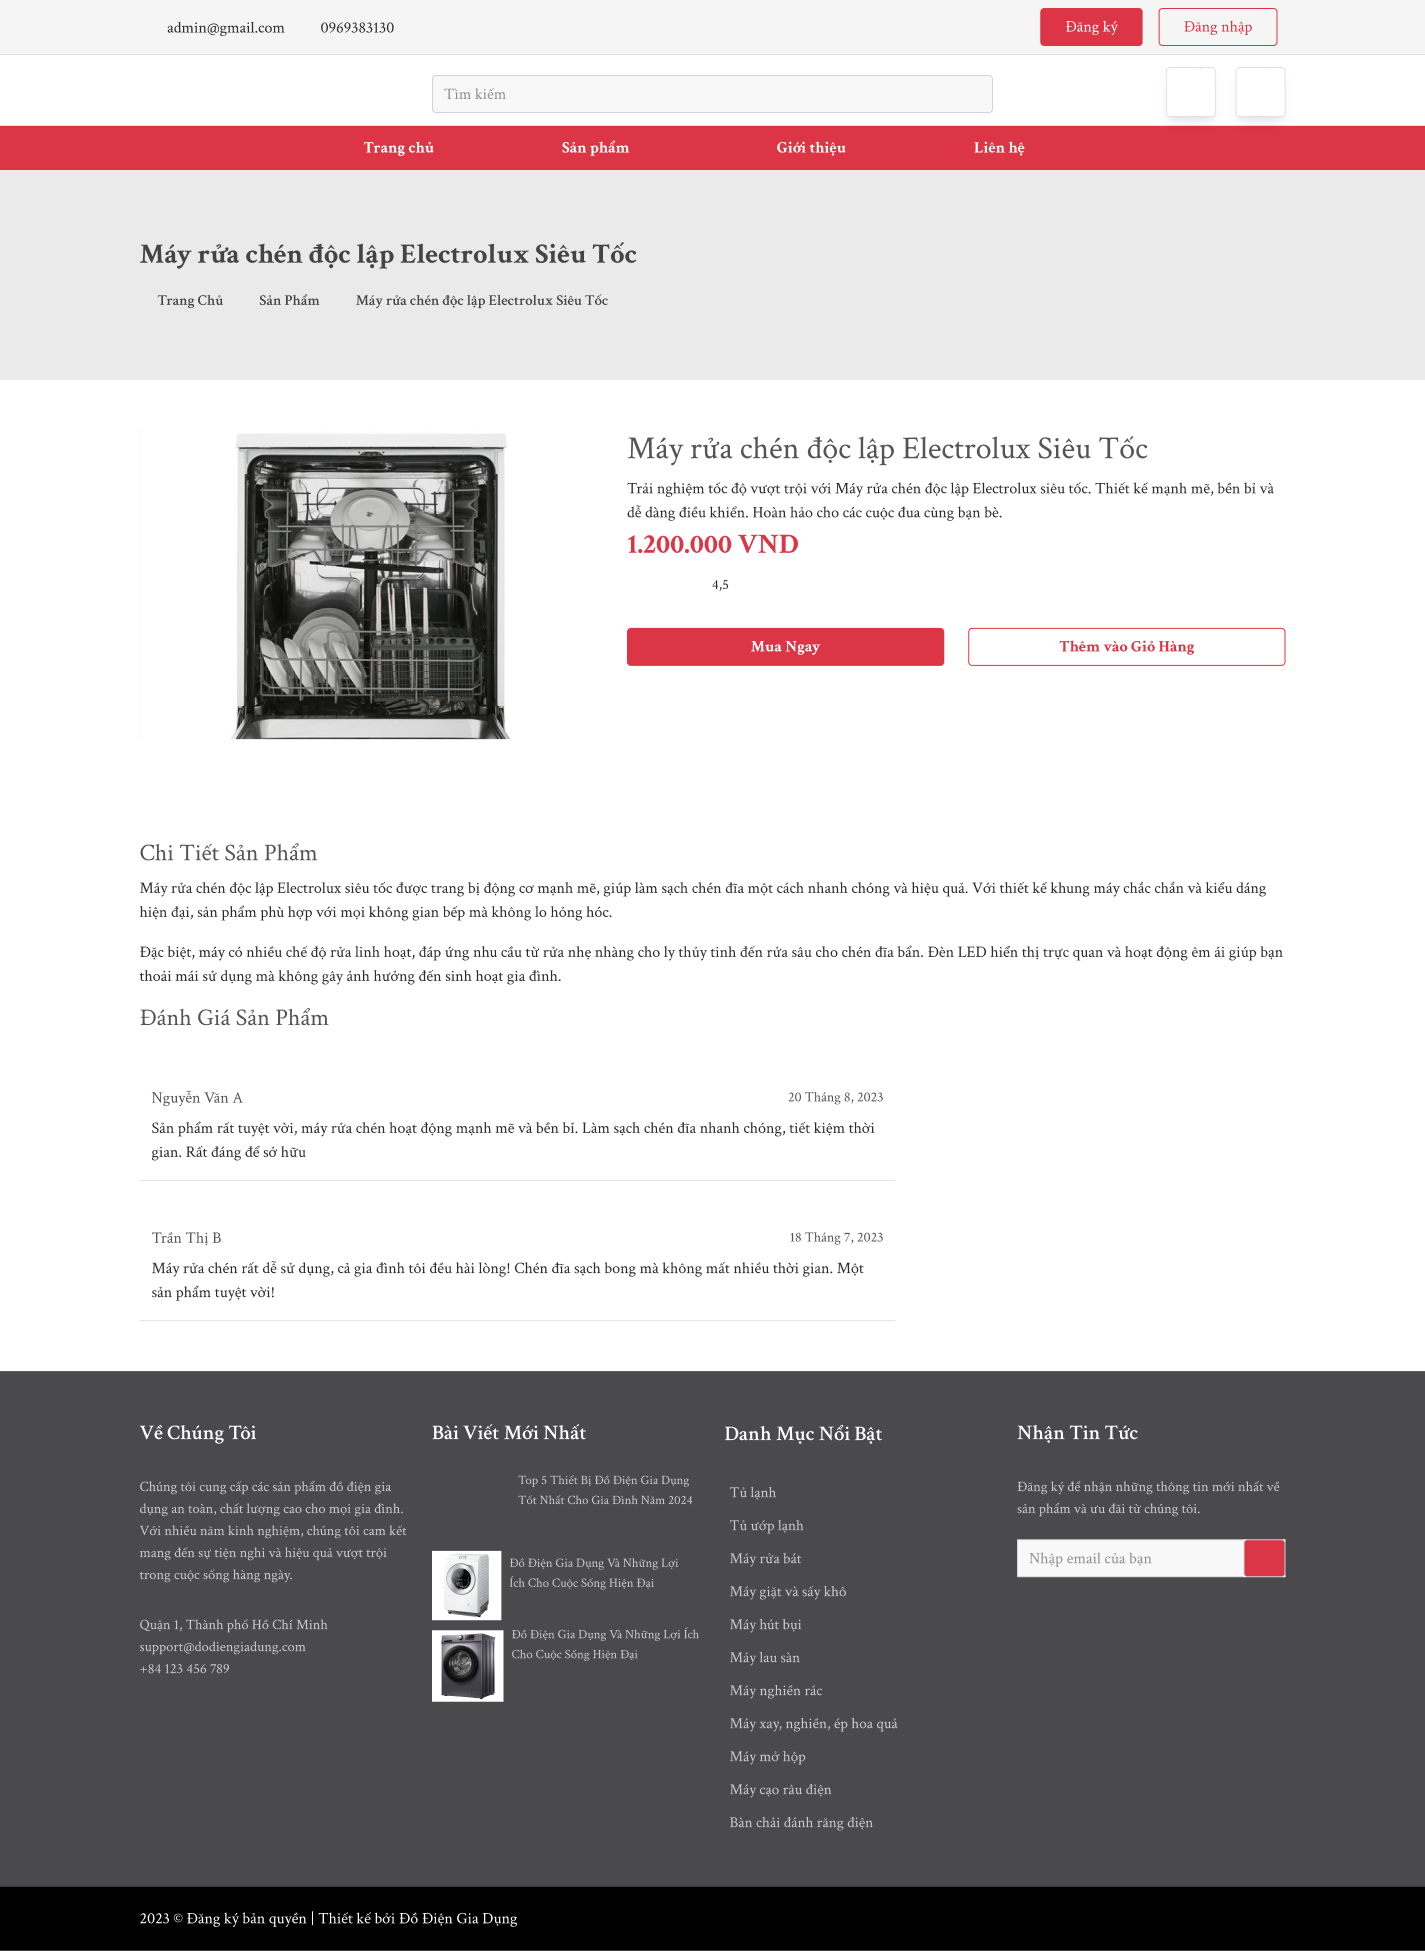 admin@gmail.com 0969383130 Đăng ký Đăng nhập
Tìm kiếm
Trang chủ Sản phẩm Giới thiệu Liên hệ
Máy rửa chén độc lập Electrolux Siêu Tốc
Trang Chủ Sản Phẩm Máy rửa chén độc lập Electrolux Siêu Tốc
Máy rửa chén độc lập Electrolux Siêu Tốc
Trải nghiệm tốc độ vượt trội với Máy rửa chén độc lập Electrolux siêu tốc. Thiết kế mạnh mẽ, bền bỉ và
dễ dàng điều khiển. Hoàn hảo cho các cuộc đua cùng bạn bè.
1.200.000 VND
4,5
Mua Ngay Thêm vào Giỏ Hàng
Chi Tiết Sản Phẩm
Máy rửa chén độc lập Electrolux siêu tốc được trang bị động cơ mạnh mẽ, giúp làm sạch chén đĩa một cách nhanh chóng và hiệu quả. Với thiết kế khung máy chắc chắn và kiểu dáng
hiện đại, sản phẩm phù hợp với mọi không gian bếp mà không lo hỏng hóc.
Đặc biệt, máy có nhiều chế độ rửa linh hoạt, đáp ứng nhu cầu từ rửa nhẹ nhàng cho ly thủy tinh đến rửa sâu cho chén đĩa bẩn. Đèn LED hiển thị trực quan và hoạt động êm ái giúp bạn
thoải mái sử dụng mà không gây ảnh hưởng đến sinh hoạt gia đình.
Đánh Giá Sản Phẩm
Nguyễn Văn A 20 Tháng 8, 2023
Sản phẩm rất tuyệt vời, máy rửa chén hoạt động mạnh mẽ và bền bỉ. Làm sạch chén đĩa nhanh chóng, tiết kiệm thời
gian. Rất đáng để sở hữu
Trần Thị B 18 Tháng 7, 2023
Máy rửa chén rất dễ sử dụng, cả gia đình tôi đều hài lòng! Chén đĩa sạch bong mà không mất nhiều thời gian. Một
sản phẩm tuyệt vời!
Về Chúng Tôi
Chúng tôi cung cấp các sản phẩm đồ điện gia
dụng an toàn, chất lượng cao cho mọi gia đình.
Với nhiều năm kinh nghiệm, chúng tôi cam kết
mang đến sự tiện nghi và hiệu quả vượt trội
trong cuộc sống hàng ngày.
Quận 1, Thành phố Hồ Chí Minh
support@dodiengiadung.com
+84 123 456 789
Bài Viết Mới Nhất
Top 5 Thiết Bị Đồ Điện Gia Dụng
Tốt Nhất Cho Gia Đình Năm 2024
Đồ Điện Gia Dụng Và Những Lợi
Ích Cho Cuộc Sống Hiện Đại
Đồ Điện Gia Dụng Và Những Lợi Ích
Cho Cuộc Sống Hiện Đại
Danh Mục Nổi Bật
Tủ lạnh
Tủ ướp lạnh
Máy rửa bát
Máy giặt và sấy khô
Máy hút bụi
Máy lau sàn
Máy nghiền rác
Máy xay, nghiền, ép hoa quả
Máy mở hộp
Máy cạo râu điện
Bàn chải đánh răng điện
Nhận Tin Tức
Đăng ký để nhận những thông tin mới nhất về
sản phẩm và ưu đãi từ chúng tôi.
Nhập email của bạn
2023 © Đăng ký bản quyền | Thiết kế bởi Đồ Điện Gia Dụng